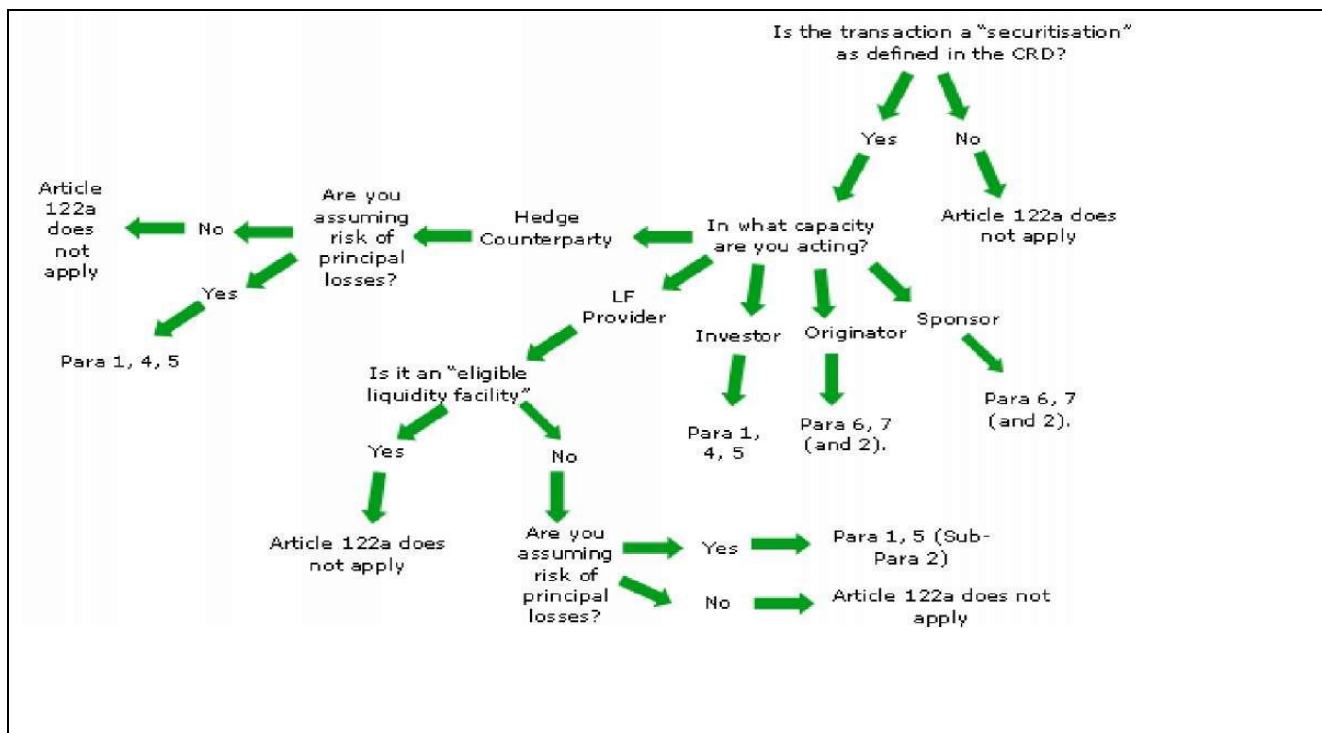 Is the transaction a “securitisation”
as defined in the CRD?
Yes
No
Article 122a does
not apply
In what capacity
are you acting?
Hedge
Counterparty
Are you
assuming
risk of
principal
losses?
No
Article
122a
does
not
apply
Yes
Para 1, 4, 5
LF
Provider
Investor
Originator
Sponsor
Is it an “eligible
liquidity facility”
Para 1,
4, 5
Para 6, 7
(and 2).
Para 6, 7
(and 2).
Yes
No
Article 122a does
not apply
Are you
assuming
risk of
principal
losses?
Yes
Para 1, 5 (Sub-
Para 2)
No
Article 122a does not
apply